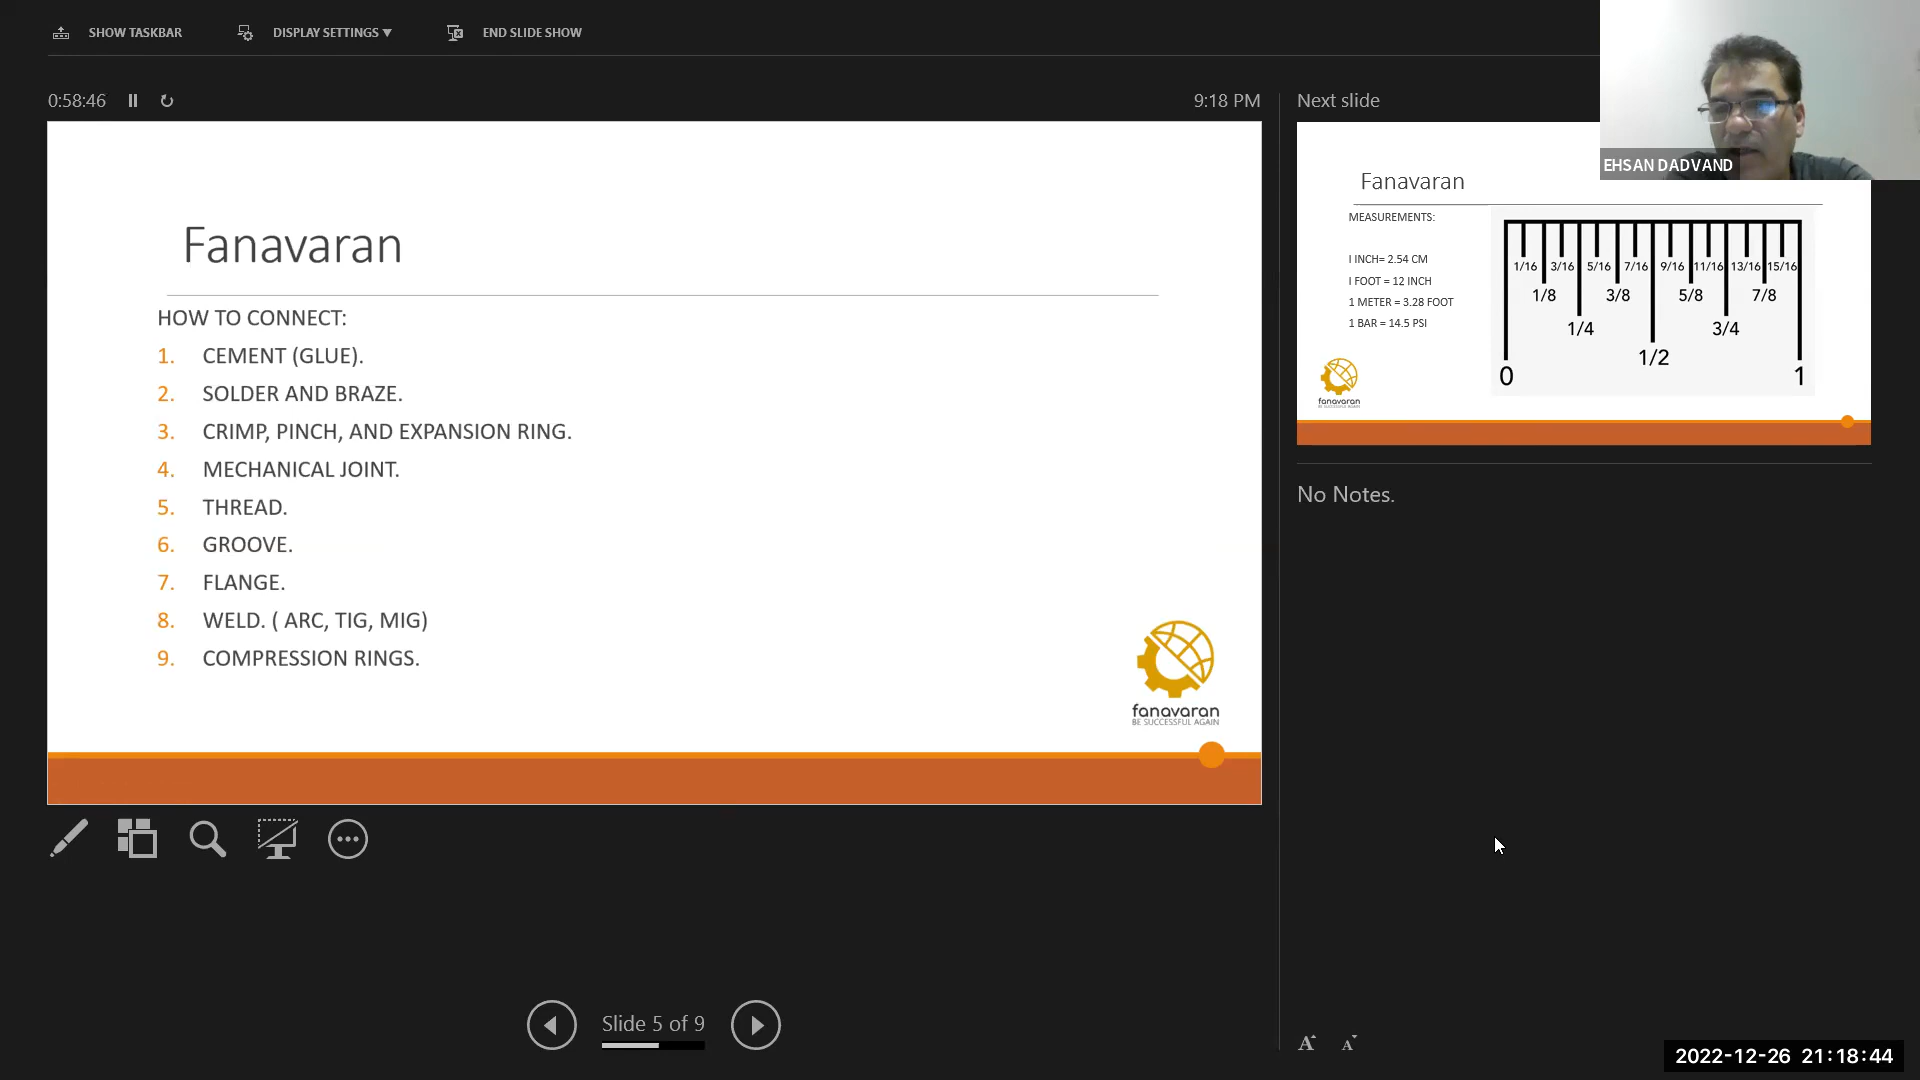 SHOW TASKBAR
DISPLAY SETTINGS ▼
END SLIDE SHOW
0:58:46
9:18 PM
Fanavaran
HOW TO CONNECT:
1. CEMENT (GLUE).
2. SOLDER AND BRAZE.
3. CRIMP, PINCH, AND EXPANSION RING.
4. MECHANICAL JOINT.
5. THREAD.
6. GROOVE.
7. FLANGE.
8. WELD. ( ARC, TIG, MIG)
9. COMPRESSION RINGS.
fanavaran
BE SUCCESSFUL AGAIN
Slide 5 of 9
Next slide
EHSAN DADVAND
Fanavaran
MEASUREMENTS:
I INCH= 2.54 CM
I FOOT = 12 INCH
1 METER = 3.28 FOOT
1 BAR = 14.5 PSI
1/16 3/16 5/16 7/16 9/16 11/16 13/16 15/16
1/8 3/8 5/8 7/8
1/4 3/4
1/2
0 1
fanavaran
BE SUCCESSFUL AGAIN
No Notes.
A A
2022-12-26 21:18:44